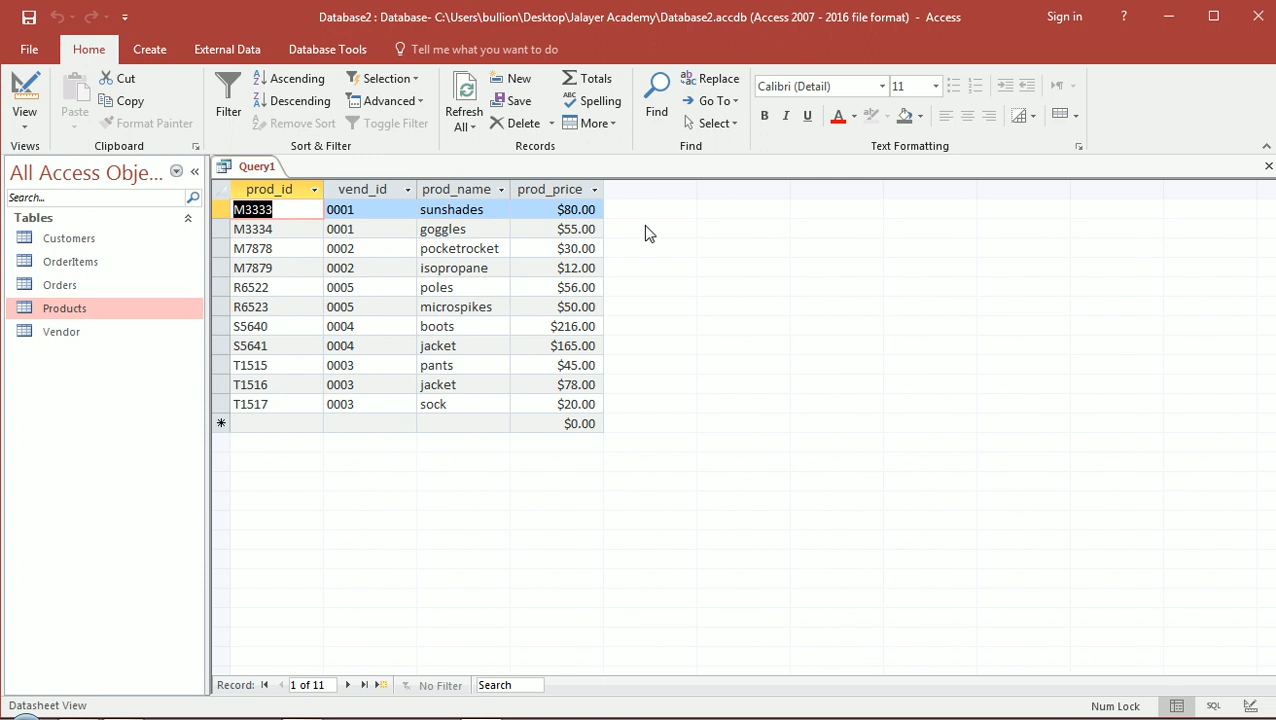 Database2 : Database- C:\Users\bullion\Desktop\Jalayer Academy\Database2.accdb (Access 2007 - 2016 file format) - Access
Sign in
?
File
Home
Create
External Data
Database Tools
Tell me what you want to do
View
Views
Paste
Cut
Copy
Format Painter
Clipboard
Filter
Ascending
Descending
Remove Sort
Selection
Advanced
Toggle Filter
Sort & Filter
Refresh
All
New
Save
Delete
Totals
Spelling
More
Records
Find
Replace
Go To
Select
Find
Calibri (Detail)
11
B I U
Text Formatting
All Access Obje...
Search...
Tables
Customers
OrderItems
Orders
Products
Vendor
Query1
prod_id vend_id prod_name prod_price
M3333 0001 sunshades $80.00
M3334 0001 goggles $55.00
M7878 0002 pocketrocket $30.00
M7879 0002 isopropane $12.00
R6522 0005 poles $56.00
R6523 0005 microspikes $50.00
S5640 0004 boots $216.00
S5641 0004 jacket $165.00
T1515 0003 pants $45.00
T1516 0003 jacket $78.00
T1517 0003 sock $20.00
$0.00
Record: 1 of 11 No Filter Search
Datasheet View
Num Lock
SQL